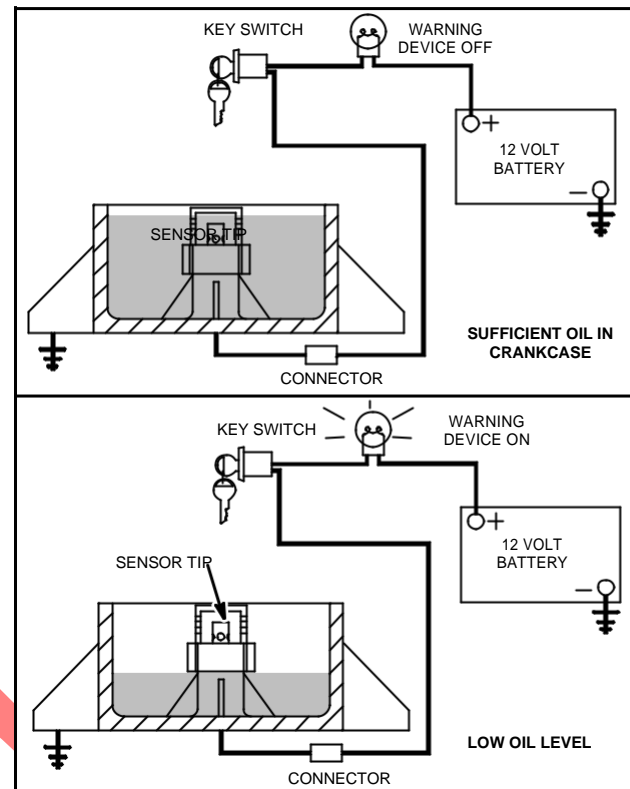 KEY SWITCH
WARNING
DEVICE OFF
+
12 VOLT
BATTERY
−
SENSOR TIP
SUFFICIENT OIL IN
CRANKCASE
CONNECTOR
KEY SWITCH
WARNING
DEVICE ON
+
12 VOLT
BATTERY
−
SENSOR TIP
LOW OIL LEVEL
CONNECTOR